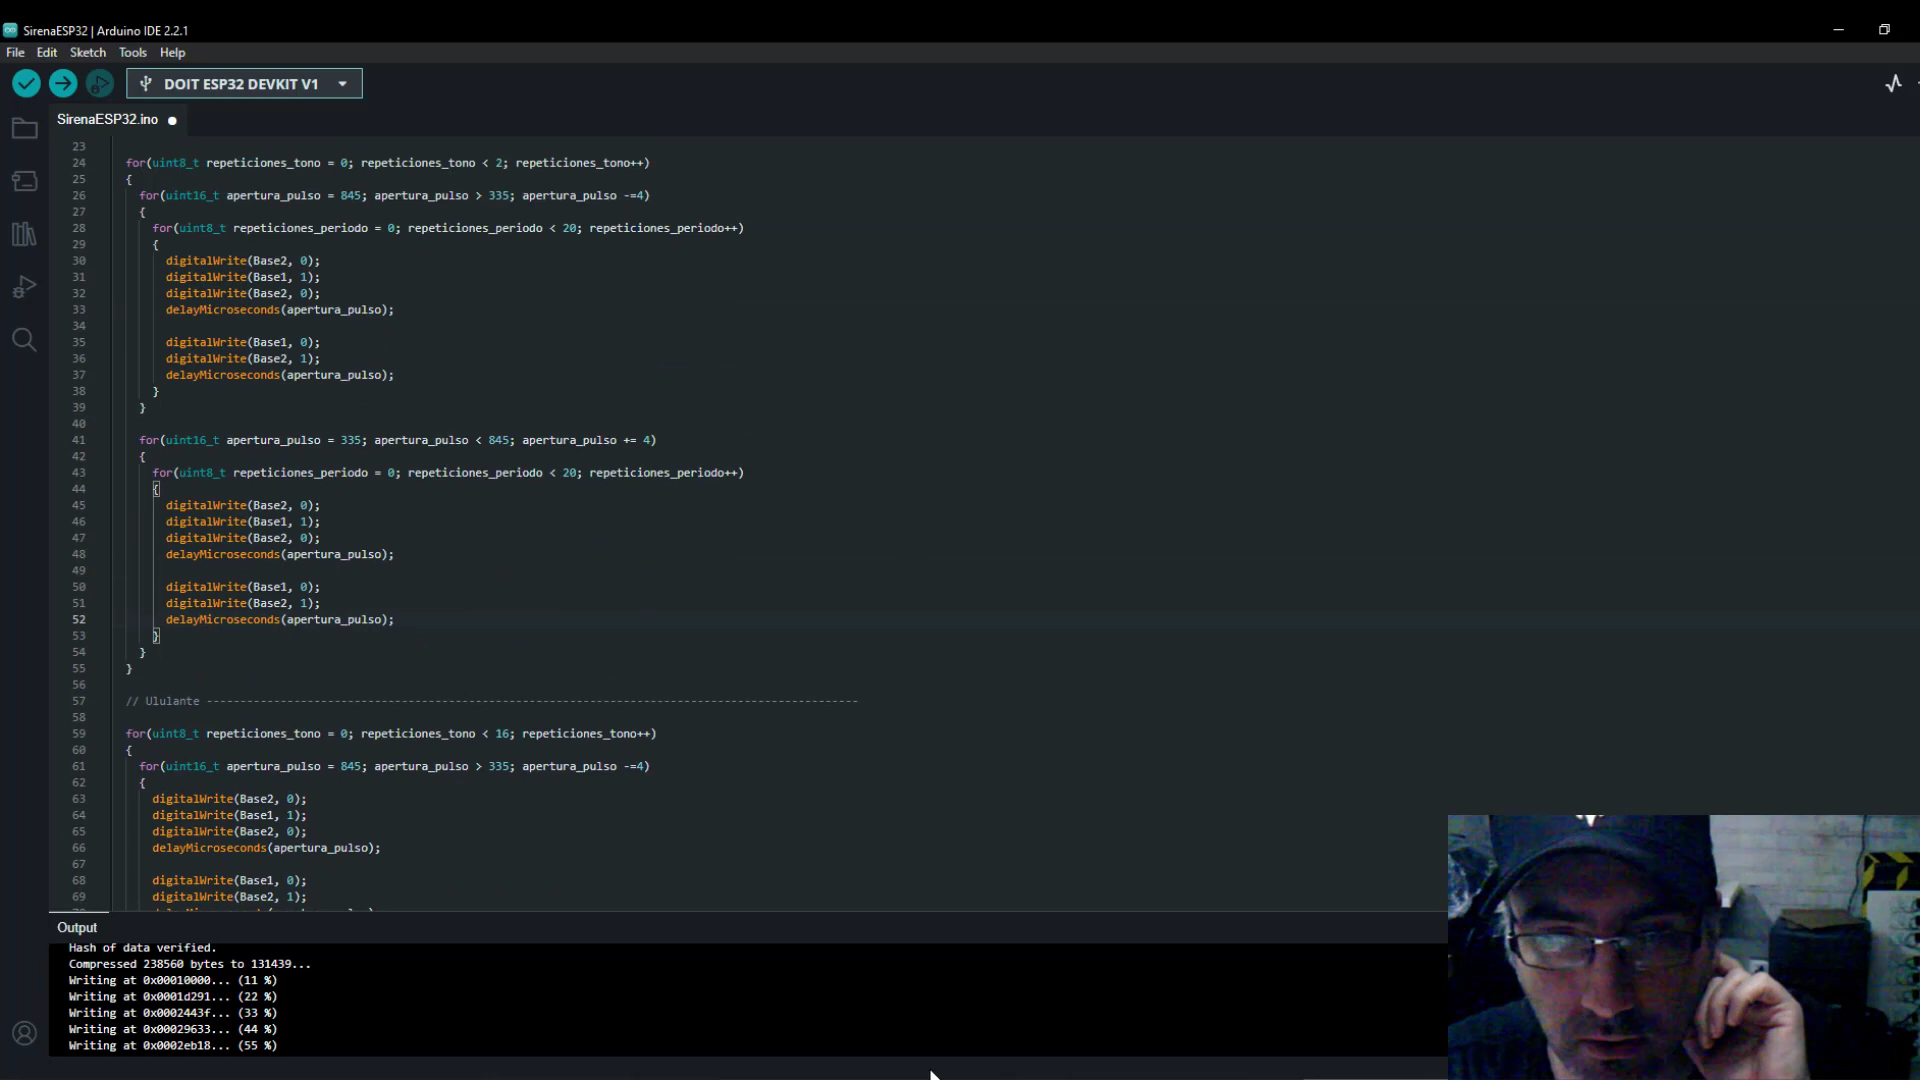 SirenaESP32 | Arduino IDE 2.2.1
File Edit Sketch Tools Help
DOIT ESP32 DEVKIT V1
SirenaESP32.ino
23
24 for(uint8_t repeticiones_tono = 0; repeticiones_tono < 2; repeticiones_tono++)
25 {
26 for(uint16_t apertura_pulso = 845; apertura_pulso > 335; apertura_pulso -=4)
27 {
28 for(uint8_t repeticiones_periodo = 0; repeticiones_periodo < 20; repeticiones_periodo++)
29 {
30 digitalWrite(Base2, 0);
31 digitalWrite(Base1, 1);
32 digitalWrite(Base2, 0);
33 delayMicroseconds(apertura_pulso);
34
35 digitalWrite(Base1, 0);
36 digitalWrite(Base2, 1);
37 delayMicroseconds(apertura_pulso);
38 }
39 }
40
41 for(uint16_t apertura_pulso = 335; apertura_pulso < 845; apertura_pulso += 4)
42 {
43 for(uint8_t repeticiones_periodo = 0; repeticiones_periodo < 20; repeticiones_periodo++)
44 {
45 digitalWrite(Base2, 0);
46 digitalWrite(Base1, 1);
47 digitalWrite(Base2, 0);
48 delayMicroseconds(apertura_pulso);
49
50 digitalWrite(Base1, 0);
51 digitalWrite(Base2, 1);
52 delayMicroseconds(apertura_pulso);
53 }
54 }
55 }
56
57 // Ululante -------------------------------------------------------------------------------------------------
58
59 for(uint8_t repeticiones_tono = 0; repeticiones_tono < 16; repeticiones_tono++)
60 {
61 for(uint16_t apertura_pulso = 845; apertura_pulso > 335; apertura_pulso -=4)
62 {
63 digitalWrite(Base2, 0);
64 digitalWrite(Base1, 1);
65 digitalWrite(Base2, 0);
66 delayMicroseconds(apertura_pulso);
67
68 digitalWrite(Base1, 0);
69 digitalWrite(Base2, 1);
Output
Hash of data verified.
Compressed 238560 bytes to 131439...
Writing at 0x00010000... (11 %)
Writing at 0x0001d291... (22 %)
Writing at 0x0002443f... (33 %)
Writing at 0x00029633... (44 %)
Writing at 0x0002eb18... (55 %)